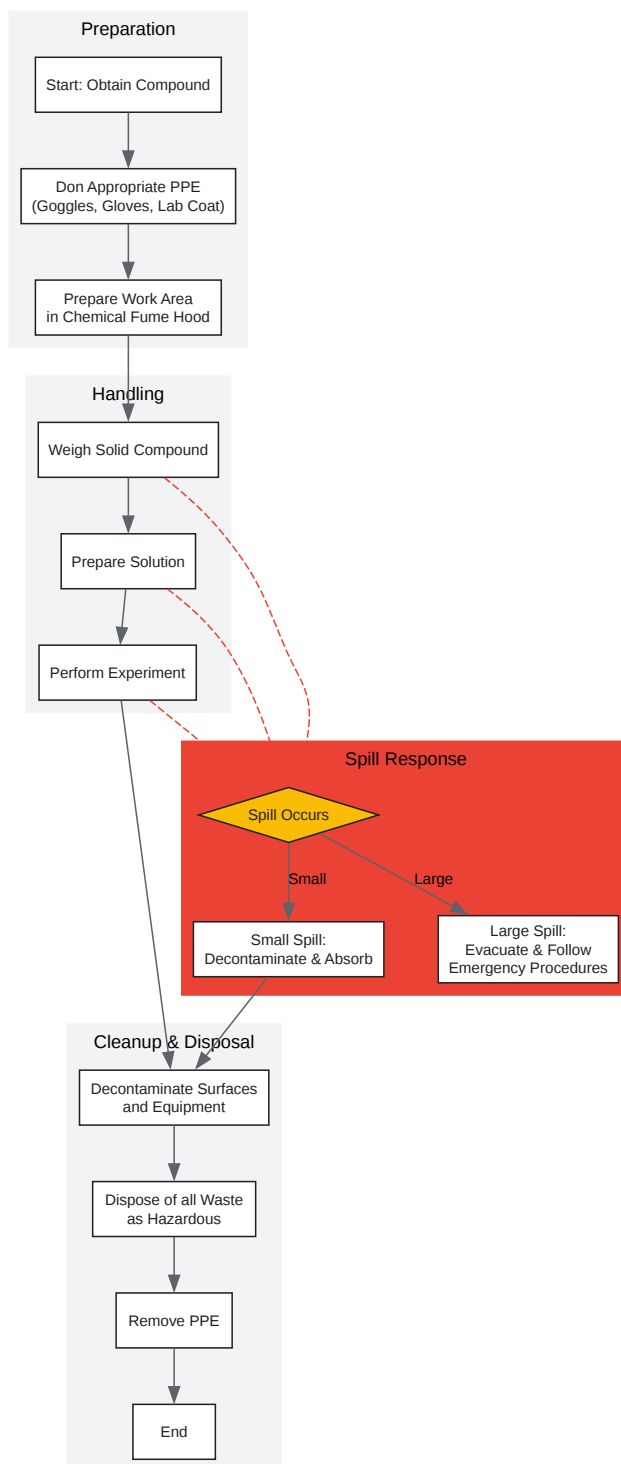 Preparation
Start: Obtain Compound
Don Appropriate PPE
(Goggles, Gloves, Lab Coat)
Prepare Work Area
in Chemical Fume Hood
Handling
Weigh Solid Compound
Prepare Solution
Perform Experiment
Spill Response
Spill Occurs
Small
Large
Small Spill:
Decontaminate & Absorb
Large Spill:
Evacuate & Follow
Emergency Procedures
Cleanup & Disposal
Decontaminate Surfaces
and Equipment
Dispose of all Waste
as Hazardous
Remove PPE
End